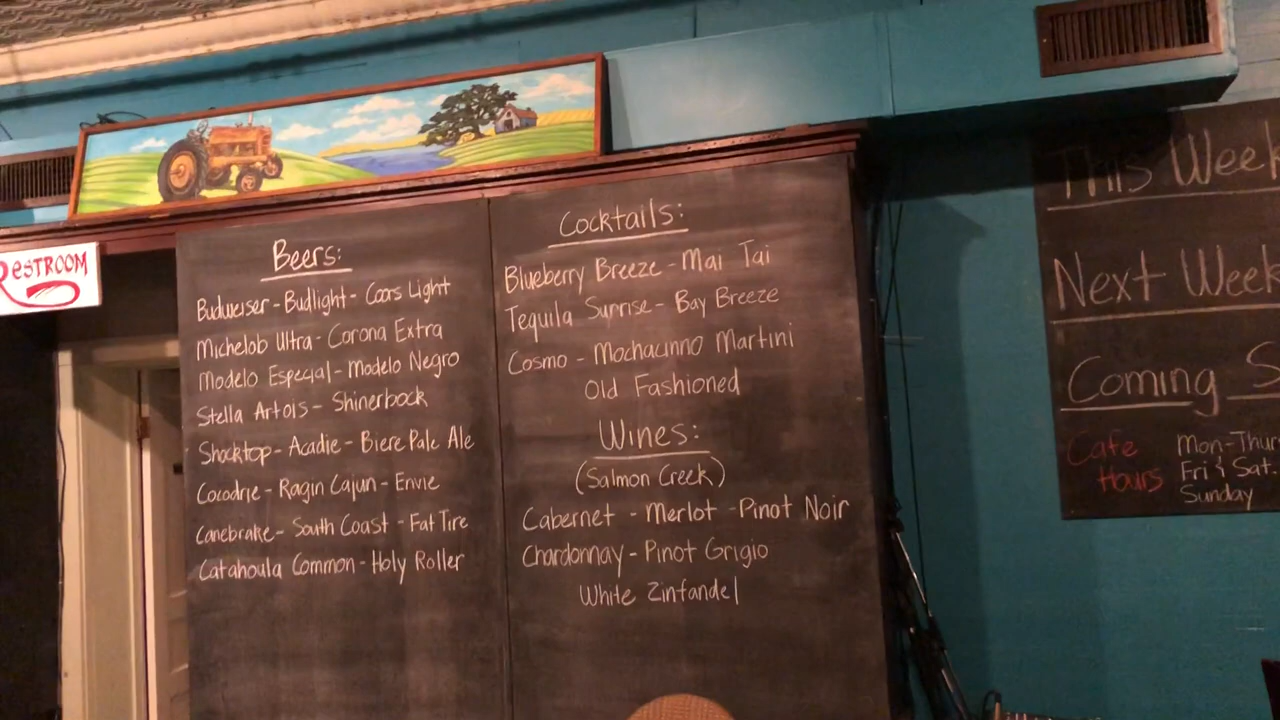 RESTROOM
Beers:
Budweiser - Budlight - Coors Light
Michelob Ultra - Corona Extra
Modelo Especial - Modelo Negro
Stella Artois - Shinerbock
Shocktop - Acadie - Biere Pale Ale
Cocodrie - Ragin Cajun - Envie
Canebrake - South Coast - Fat Tire
Catahoula Common - Holy Roller
Cocktails:
Blueberry Breeze - Mai Tai
Tequila Sunrise - Bay Breeze
Cosmo - Mochacinno Martini
Old Fashioned
Wines:
(Salmon Creek)
Cabernet - Merlot - Pinot Noir
Chardonnay - Pinot Grigio
White Zinfandel
This Week
Next Week
Coming S
Cafe Hours
Mon-Thur
Fri & Sat.
Sunday